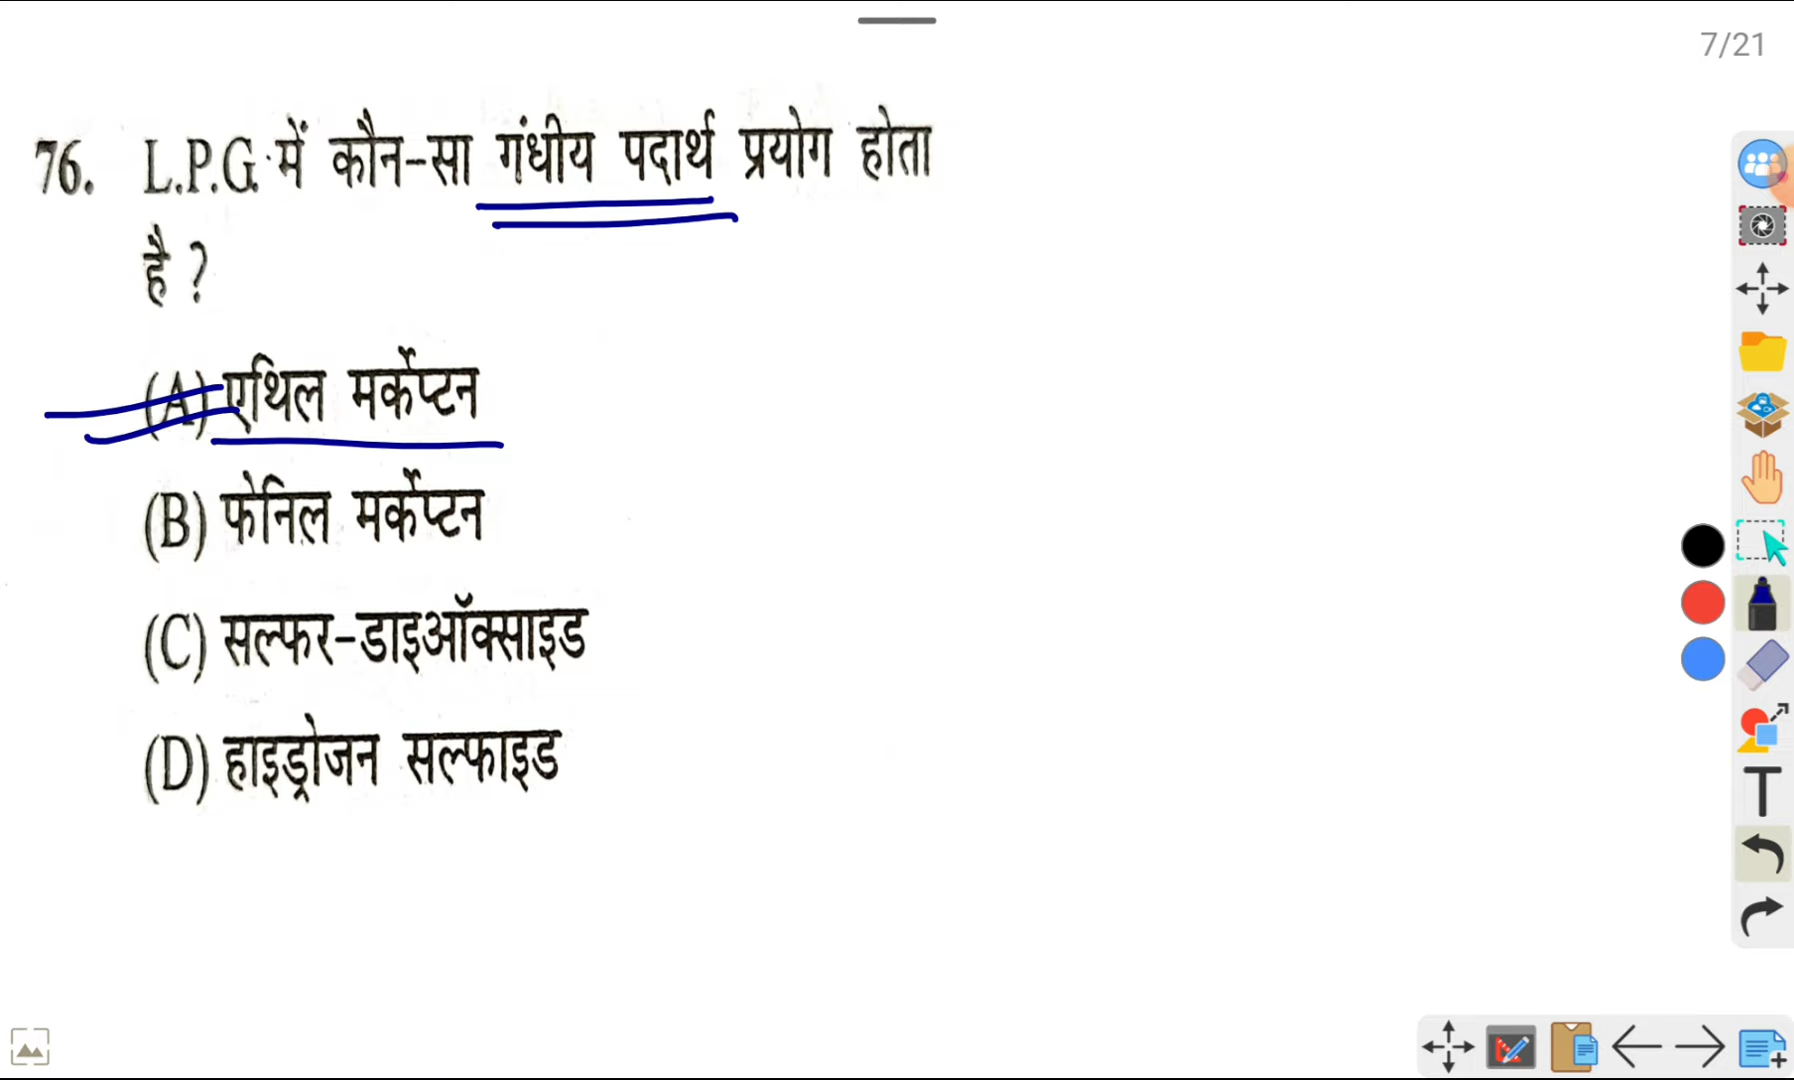 7/21
76. L.P.G. में कौन-सा गंधीय पदार्थ प्रयोग होता
है ?
(A) एथिल मर्केप्टन
(B) फेनिल मर्केप्टन
(C) सल्फर-डाइऑक्साइड
(D) हाइड्रोजन सल्फाइड
T